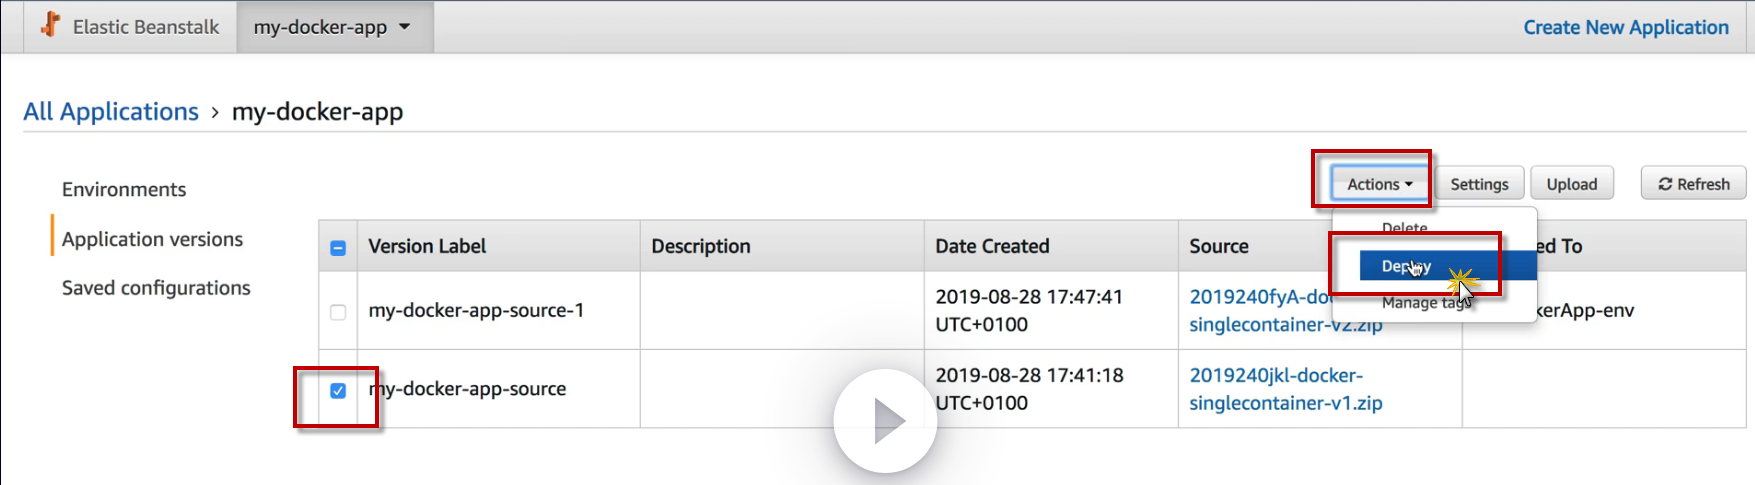 Elastic Beanstalk
my-docker-app
Create New Application
All Applications › my-docker-app
Environments
Application versions
Saved configurations
Actions
Settings
Upload
Refresh
Delete
Deploy
Manage tags
Version Label
Description
Date Created
Source
ed To
my-docker-app-source-1
2019-08-28 17:47:41
UTC+0100
2019240fyA-do
singlecontainer-v2.zip
kerApp-env
my-docker-app-source
2019-08-28 17:41:18
UTC+0100
2019240jkl-docker-
singlecontainer-v1.zip